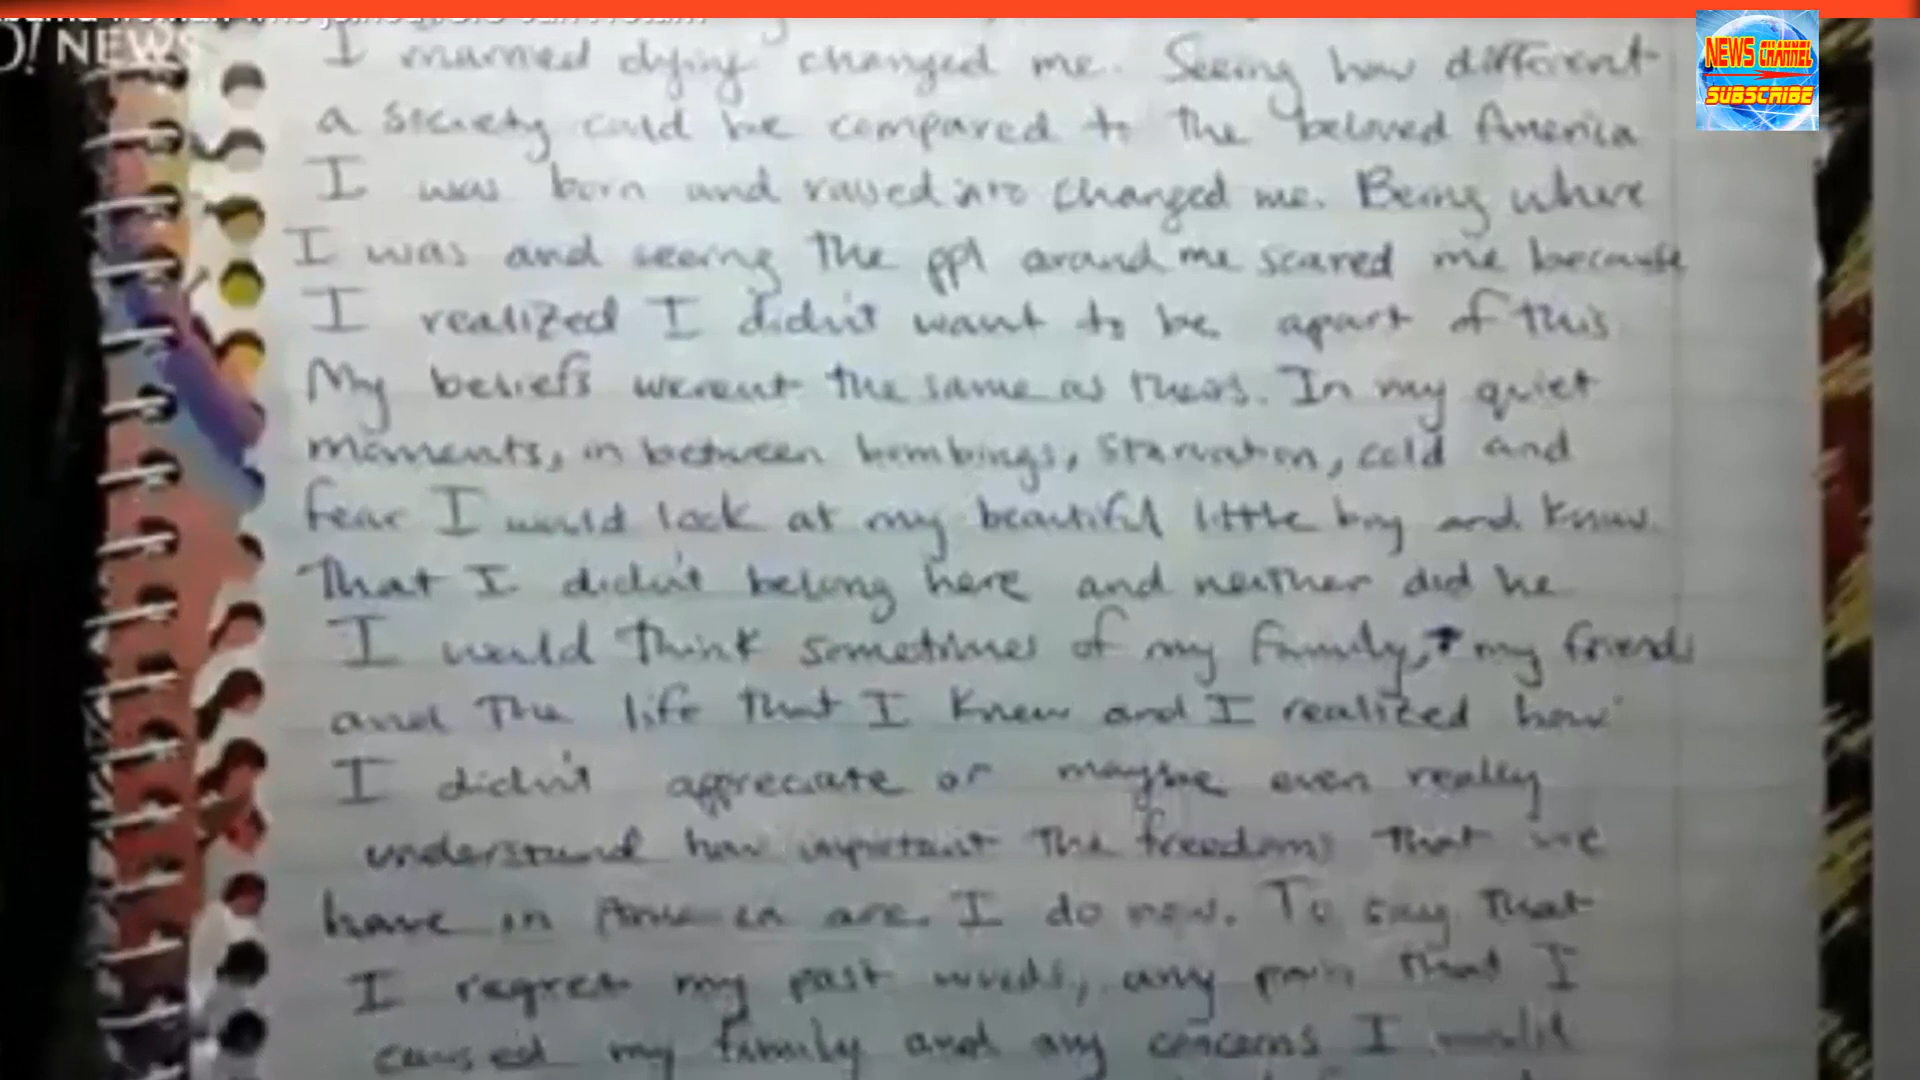 NEWS
NEWS CHANNEL
SUBSCRIBE
I married dying changed me. Seeing how different
a society could be compared to the beloved America
I was born and raised into changed me. Being where
I was and seeing the ppl around me scared me because
I realized I didn't want to be apart of this
My beliefs werent the same as theirs. In my quiet
moments, in between bombings, starvation, cold and
fear I would look at my beautiful little boy and know
that I didn't belong here and neither did he
I would think sometimes of my family, + my friends
and the life that I knew and I realized how
I didn't appreciate or maybe even really
understand how important the freedoms that we
have in America are. I do now. To say that
I regret my past words, any pain that I
caused my family and any concerns I would